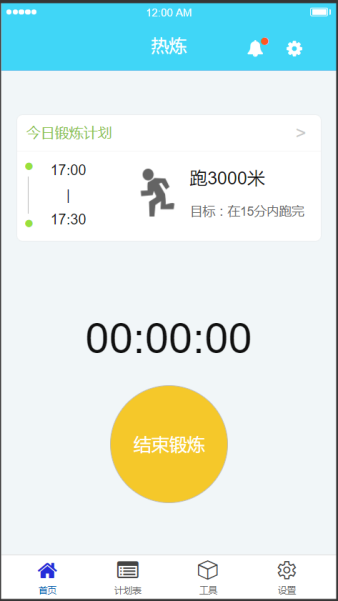 12:00 AM
热炼
今日锻炼计划 >
17:00
|
17:30
跑3000米
目标：在15分内跑完
00:00:00
结束锻炼
首页 计划表 工具 设置